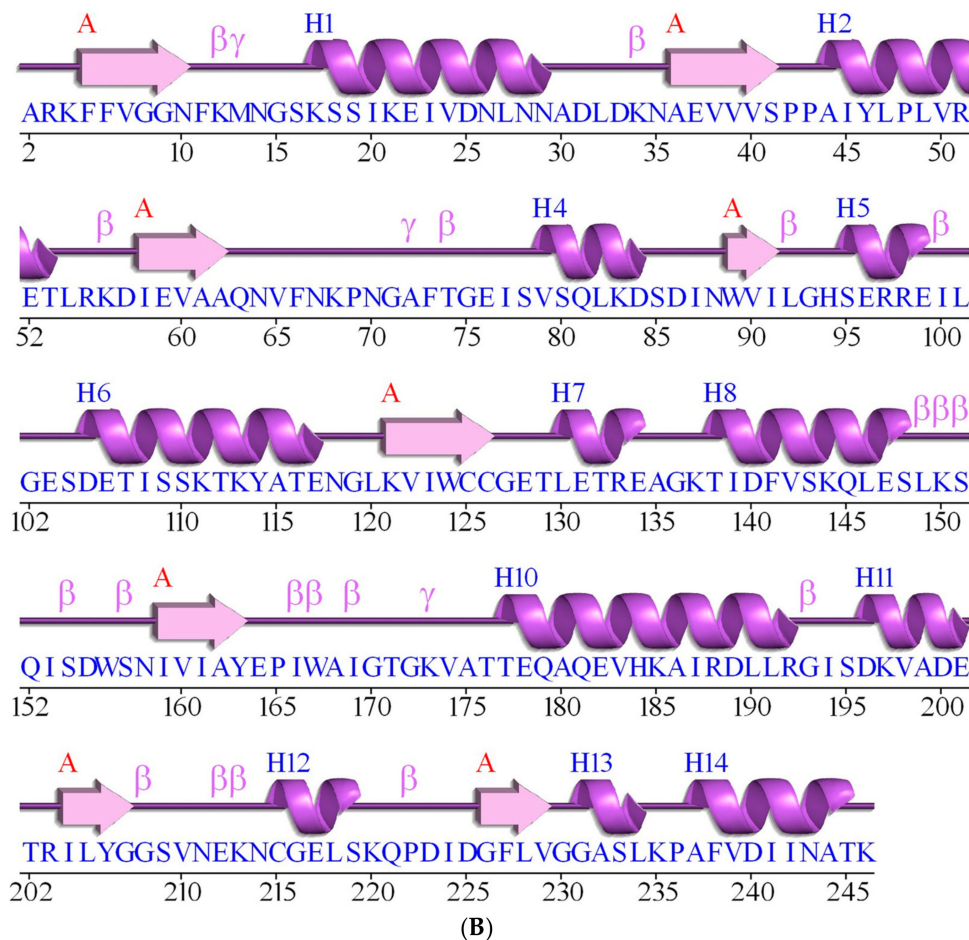 A βγ H1 β A H2
ARKFFVGGNFKMNGSKSSIKEIVDNLNNADLDKNAEVVVSPPAIYLPLVR
2 10 15 20 25 30 35 40 45 50
β A γ β H4 A β H5 β
ETLRKDIEVAAQNVFNKPNGAFTGEISVSQLKDSDINWVILGHSERREIL
52 60 65 70 75 80 85 90 95 100
H6 A H7 H8 βββ
GESDETISSKTKYATENGLKVIWCCGETLETREAGKTIDFVSKQLESLKS
102 110 115 120 125 130 135 140 145 150
β β A ββ β γ H10 β H11
QISDWSNIVIAYEPIWAIGTGKVATTEQAQEVHKAIRDLLRGISDKVADE
152 160 165 170 175 180 185 190 195 200
A β ββ H12 β A H13 H14
TRILYGGSVNEKNCGELSKQPDIDGFLVGGASLKPAFVDIINATK
202 210 215 220 225 230 235 240 245
(B)